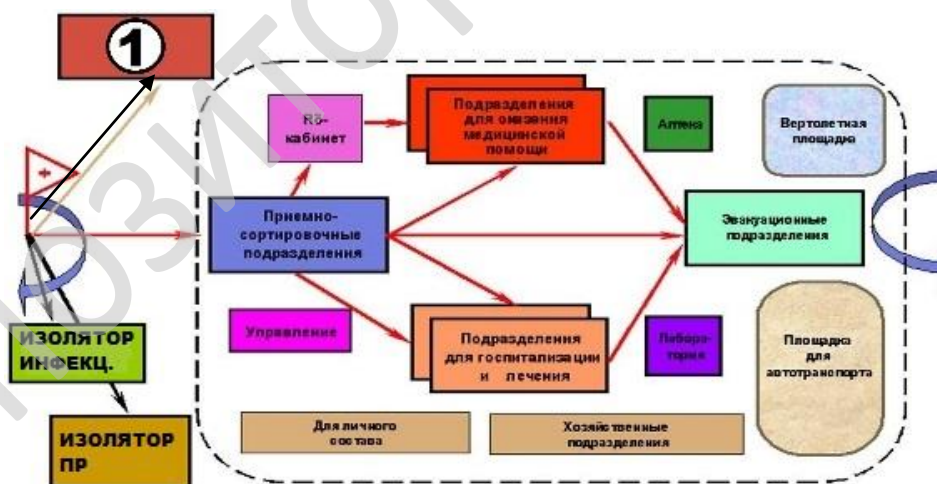 1
Rö-
кабинет
Подразделения
для оказания
медицинской
помощи
Аптека
Вертолетная
площадка
+
Приемно-
сортировочные
подразделения
Эвакуационные
подразделения
Управление
Подразделения
для госпитализации
и лечения
Лабора-
тория
Площадка
для
автотранспорта
ИЗОЛЯТОР
ИНФЕКЦ.
ИЗОЛЯТОР
ПР
Для личного
состава
Хозяйственные
подразделения